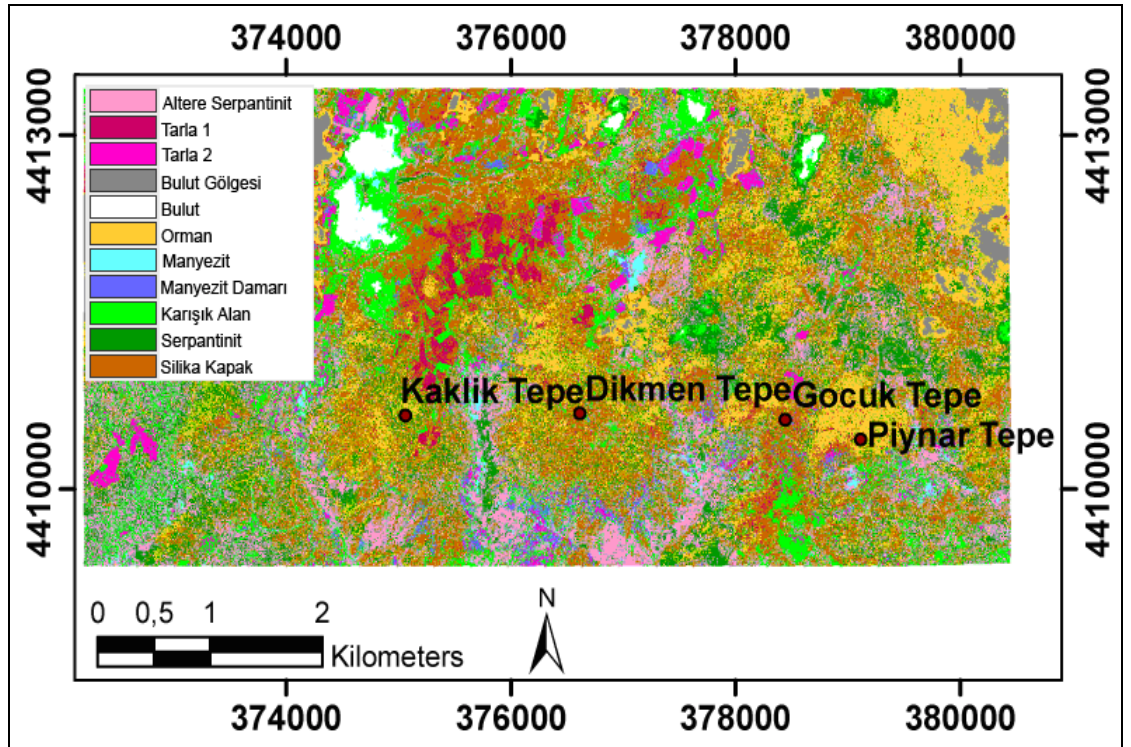 374000 376000 378000 380000
4413000
4413000
Altere Serpantinit
Tarla 1
Tarla 2
Bulut Gölgesi
Bulut
Orman
Manyezit
Manyezit Damarı
Karışık Alan
Serpantinit
Silika Kapak
Kaklik Tepe
Dikmen Tepe
Gocuk Tepe
Piynar Tepe
4410000
4410000
0 0,5 1 2
Kilometers
N
374000 376000 378000 380000